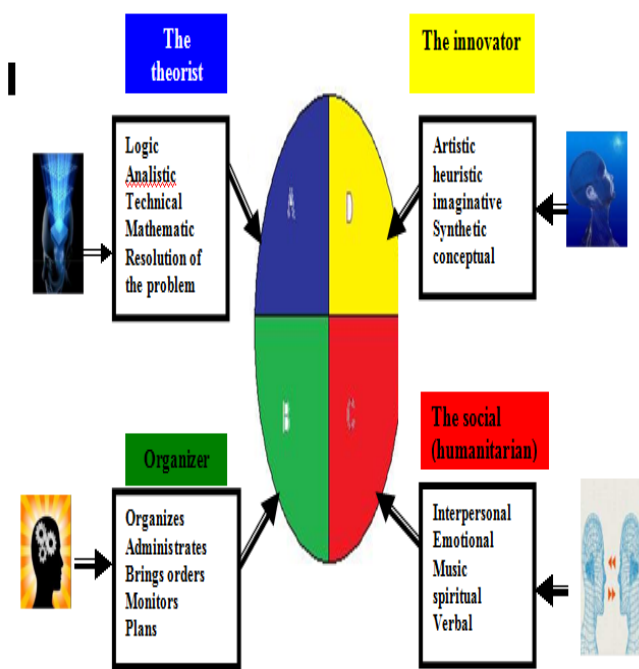 The
theorist
The innovator
I
Logic
Analistic
Technical
Mathematic
Resolution of
the problem
Artistic
heuristic
imaginative
Synthetic
conceptual
A
D
B
C
Organizer
The social
(humanitarian)
Organizes
Administrates
Brings orders
Monitors
Plans
Interpersonal
Emotional
Music
spiritual
Verbal